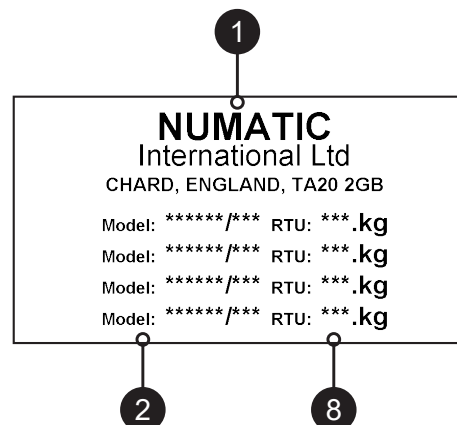 1
NUMATIC
International Ltd
CHARD, ENGLAND, TA20 2GB
Model: ******/*** RTU: ***.kg
Model: ******/*** RTU: ***.kg
Model: ******/*** RTU: ***.kg
Model: ******/*** RTU: ***.kg
2 8